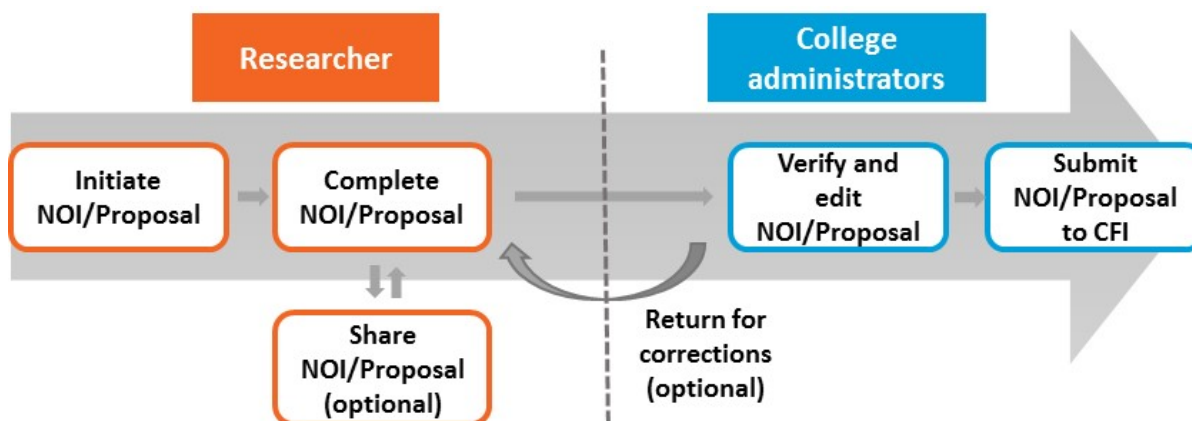 Researcher
College
administrators
Initiate
NOI/Proposal
Complete
NOI/Proposal
Verify and
edit
NOI/Proposal
Submit
NOI/Proposal
to CFI
Share
NOI/Proposal
(optional)
Return for
corrections
(optional)